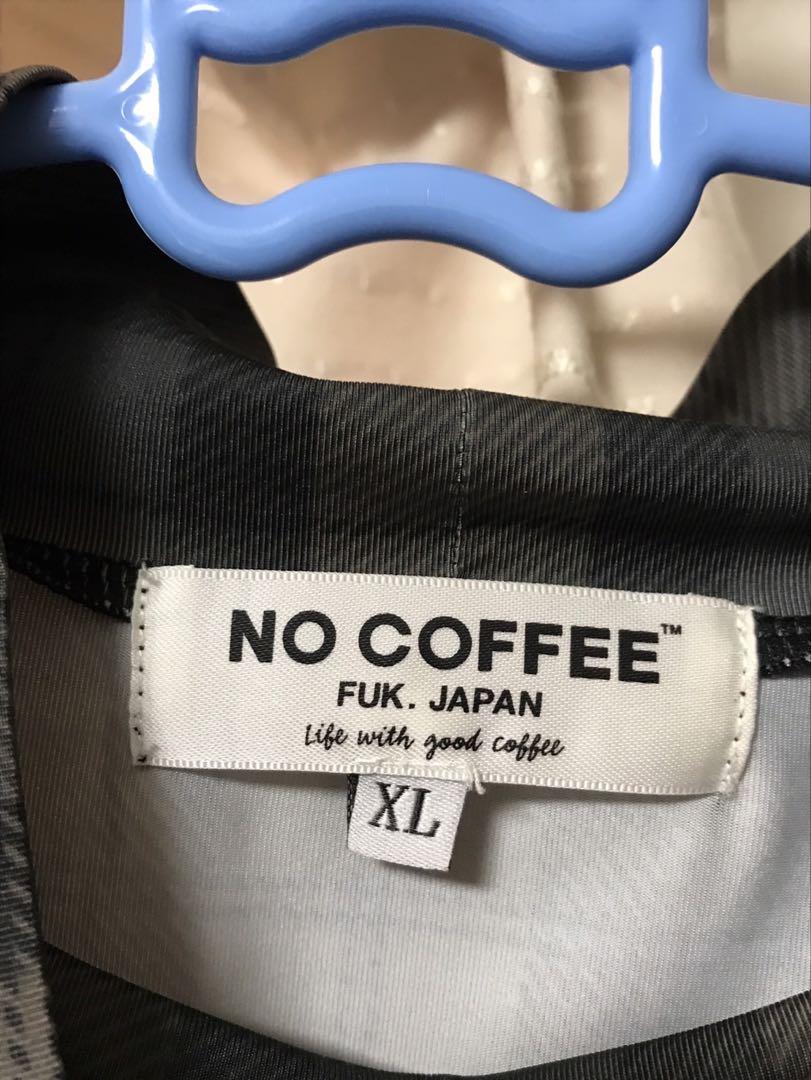 NO COFFEE™
FUK. JAPAN
Life with good coffee
XL